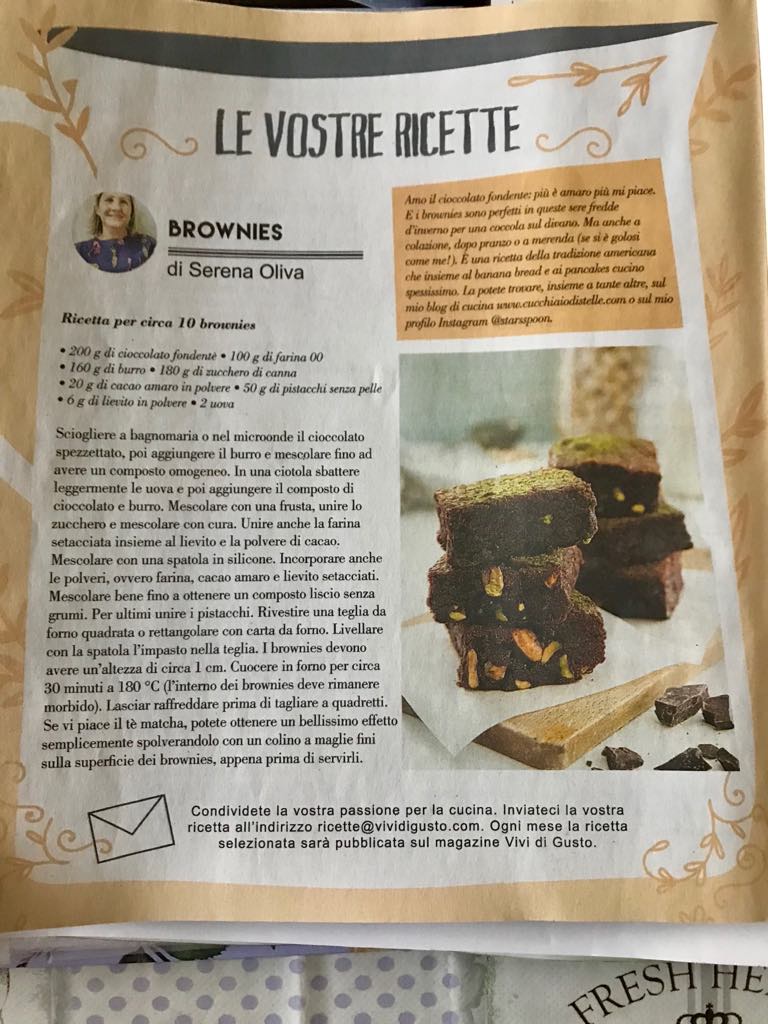 LE VOSTRE RICETTE
BROWNIES
di Serena Oliva
Amo il cioccolato fondente: più è amaro più mi piace.
E i brownies sono perfetti in queste sere fredde
d'inverno per una coccola sul divano. Ma anche a
colazione, dopo pranzo o a merenda (se si è golosi
come me!). È una ricetta della tradizione americana
che insieme al banana bread e ai pancakes cucino
spessissimo. La potete trovare, insieme a tante altre, sul
mio blog di cucina www.cucchiaiodistelle.com o sul mio
profilo Instagram @starsspoon.
Ricetta per circa 10 brownies
• 200 g di cioccolato fondente • 100 g di farina 00
• 160 g di burro • 180 g di zucchero di canna
• 20 g di cacao amaro in polvere • 50 g di pistacchi senza pelle
• 6 g di lievito in polvere • 2 uova
Sciogliere a bagnomaria o nel microonde il cioccolato
spezzettato, poi aggiungere il burro e mescolare fino ad
avere un composto omogeneo. In una ciotola sbattere
leggermente le uova e poi aggiungere il composto di
cioccolato e burro. Mescolare con una frusta, unire lo
zucchero e mescolare con cura. Unire anche la farina
setacciata insieme al lievito e la polvere di cacao.
Mescolare con una spatola in silicone. Incorporare anche
le polveri, ovvero farina, cacao amaro e lievito setacciati.
Mescolare bene fino a ottenere un composto liscio senza
grumi. Per ultimi unire i pistacchi. Rivestire una teglia da
forno quadrata o rettangolare con carta da forno. Livellare
con la spatola l'impasto nella teglia. I brownies devono
avere un'altezza di circa 1 cm. Cuocere in forno per circa
30 minuti a 180 °C (l'interno dei brownies deve rimanere
morbido). Lasciar raffreddare prima di tagliare a quadretti.
Se vi piace il tè matcha, potete ottenere un bellissimo effetto
semplicemente spolverandolo con un colino a maglie fini
sulla superficie dei brownies, appena prima di servirli.
Condividete la vostra passione per la cucina. Inviateci la vostra
ricetta all'indirizzo ricette@vividigusto.com. Ogni mese la ricetta
selezionata sarà pubblicata sul magazine Vivi di Gusto.
FRESH HE